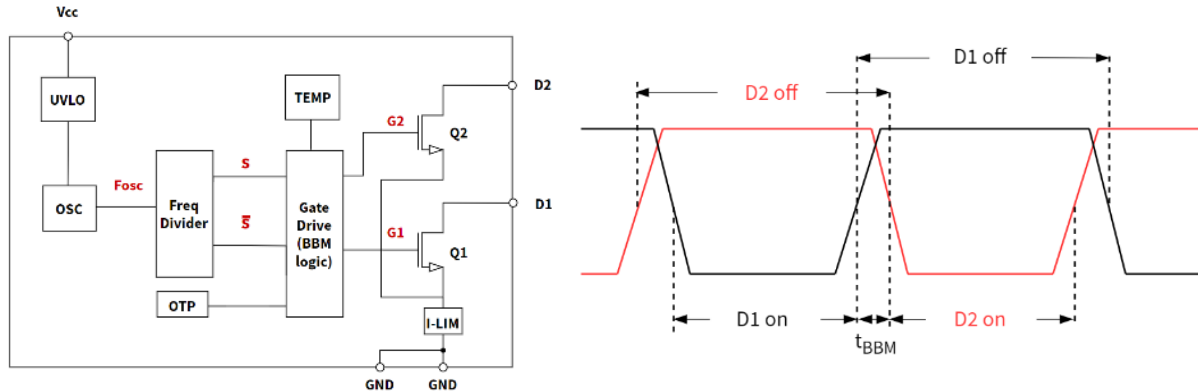 Vcc
UVLO
TEMP
D2
G2
Q2
Fosc
S
OSC
Freq
Divider
S̅
Gate
Drive
(BBM
logic)
D1
G1
Q1
OTP
I-LIM
GND
GND
D1 off
D2 off
D1 on
tBBM
D2 on